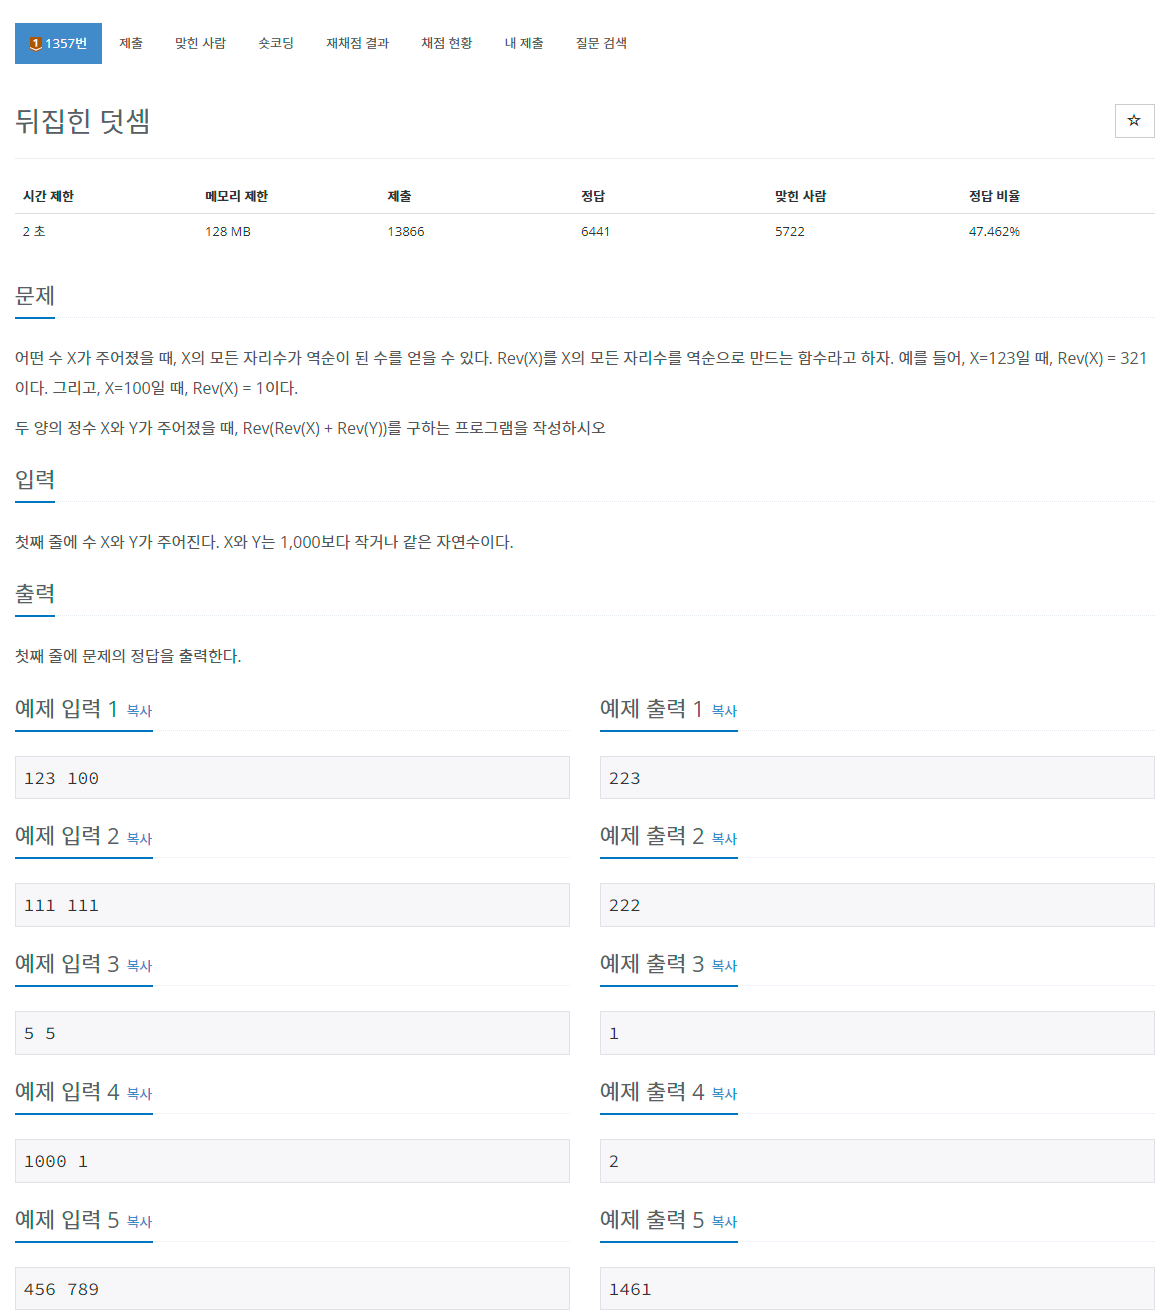 1 1357번 제출 맞힌 사람 숏코딩 재채점 결과 채점 현황 내 제출 질문 검색
뒤집힌 덧셈 ☆
시간 제한 메모리 제한 제출 정답 맞힌 사람 정답 비율
2 초 128 MB 13866 6441 5722 47.462%
문제
어떤 수 X가 주어졌을 때, X의 모든 자리수가 역순이 된 수를 얻을 수 있다. Rev(X)를 X의 모든 자리수를 역순으로 만드는 함수라고 하자. 예를 들어, X=123일 때, Rev(X) = 321
이다. 그리고, X=100일 때, Rev(X) = 1이다.
두 양의 정수 X와 Y가 주어졌을 때, Rev(Rev(X) + Rev(Y))를 구하는 프로그램을 작성하시오
입력
첫째 줄에 수 X와 Y가 주어진다. X와 Y는 1,000보다 작거나 같은 자연수이다.
출력
첫째 줄에 문제의 정답을 출력한다.
예제 입력 1 복사 예제 출력 1 복사
123 100 223
예제 입력 2 복사 예제 출력 2 복사
111 111 222
예제 입력 3 복사 예제 출력 3 복사
5 5 1
예제 입력 4 복사 예제 출력 4 복사
1000 1 2
예제 입력 5 복사 예제 출력 5 복사
456 789 1461